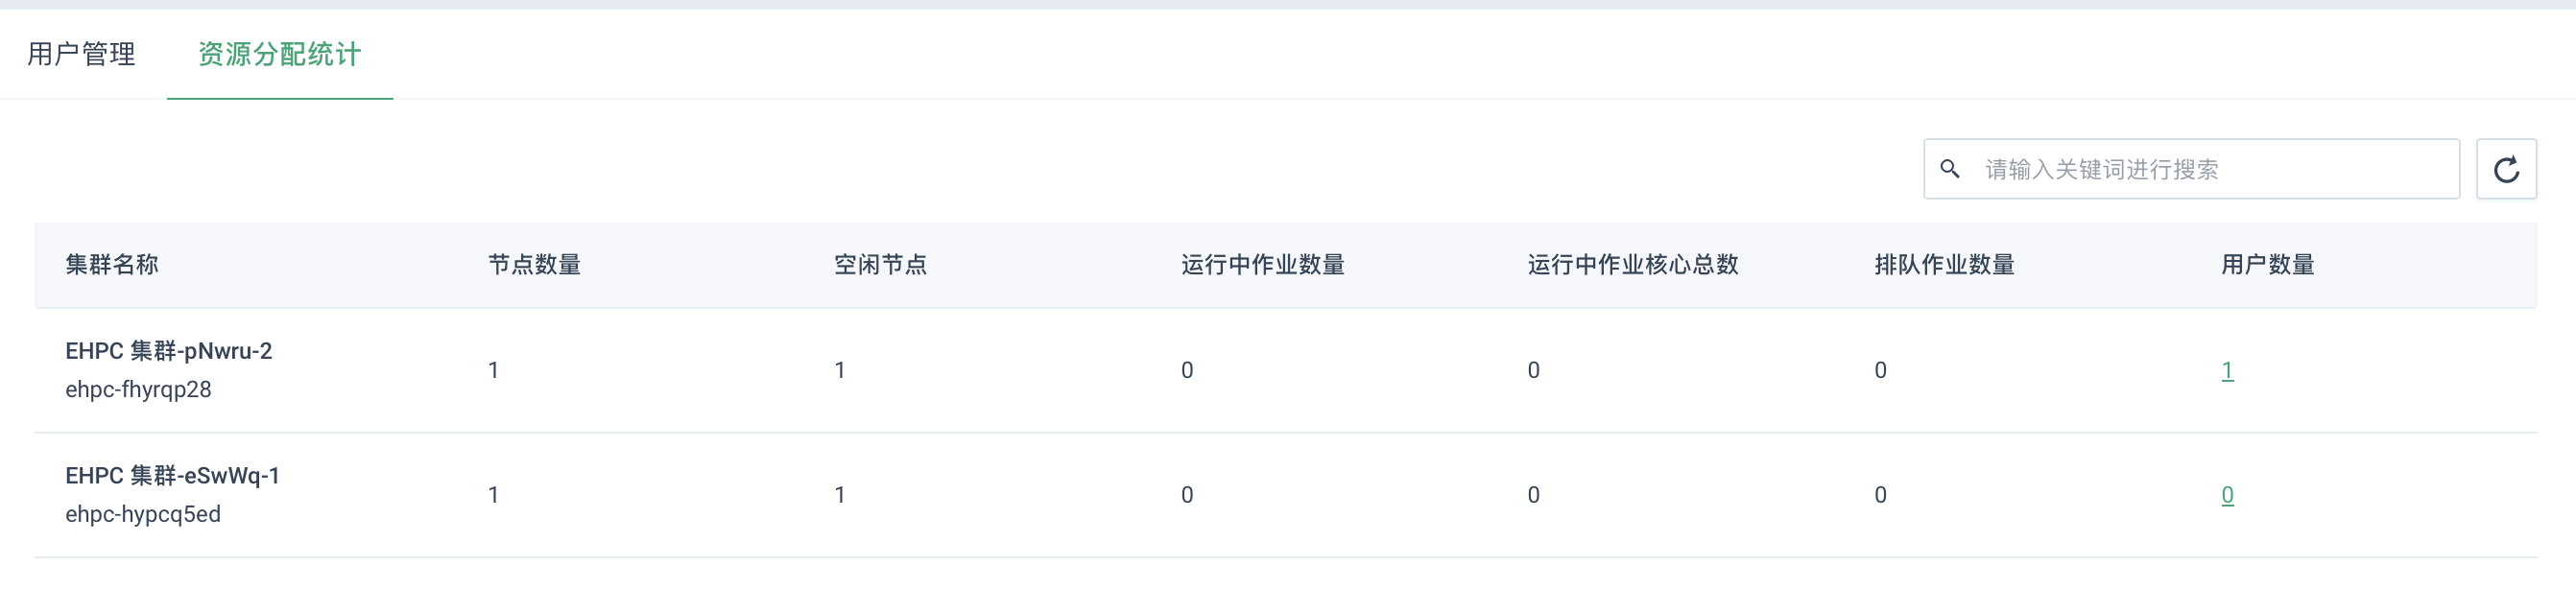 用户管理 资源分配统计
请输入关键词进行搜索
集群名称 节点数量 空闲节点 运行中作业数量 运行中作业核心总数 排队作业数量 用户数量
EHPC 集群-pNwru-2
ehpc-fhyrqp28
1 1 0 0 0 1
EHPC 集群-eSwWq-1
ehpc-hypcq5ed
1 1 0 0 0 0